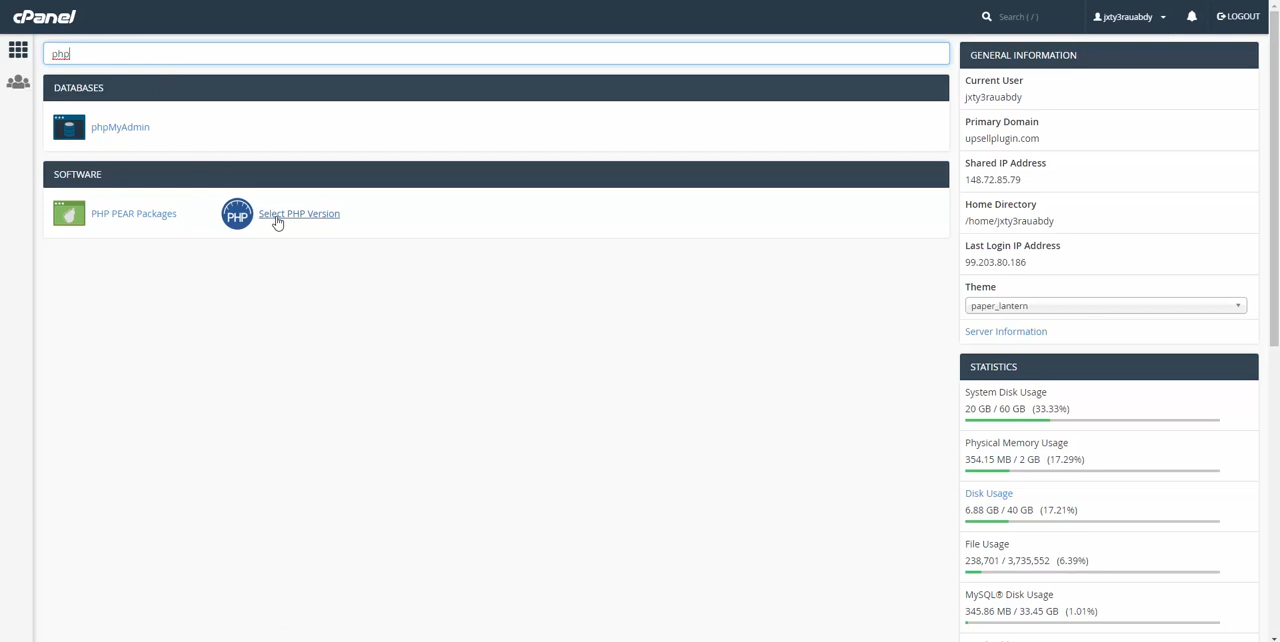 cPanel
Search ( / )
jxty3rauabdy
LOGOUT
php
DATABASES
phpMyAdmin
SOFTWARE
PHP PEAR Packages
PHP
Select PHP Version
GENERAL INFORMATION
Current User
jxty3rauabdy
Primary Domain
upsellplugin.com
Shared IP Address
148.72.85.79
Home Directory
/home/jxty3rauabdy
Last Login IP Address
99.203.80.186
Theme
paper_lantern
Server Information
STATISTICS
System Disk Usage
20 GB / 60 GB (33.33%)
Physical Memory Usage
354.15 MB / 2 GB (17.29%)
Disk Usage
6.88 GB / 40 GB (17.21%)
File Usage
238,701 / 3,735,552 (6.39%)
MySQL® Disk Usage
345.86 MB / 33.45 GB (1.01%)